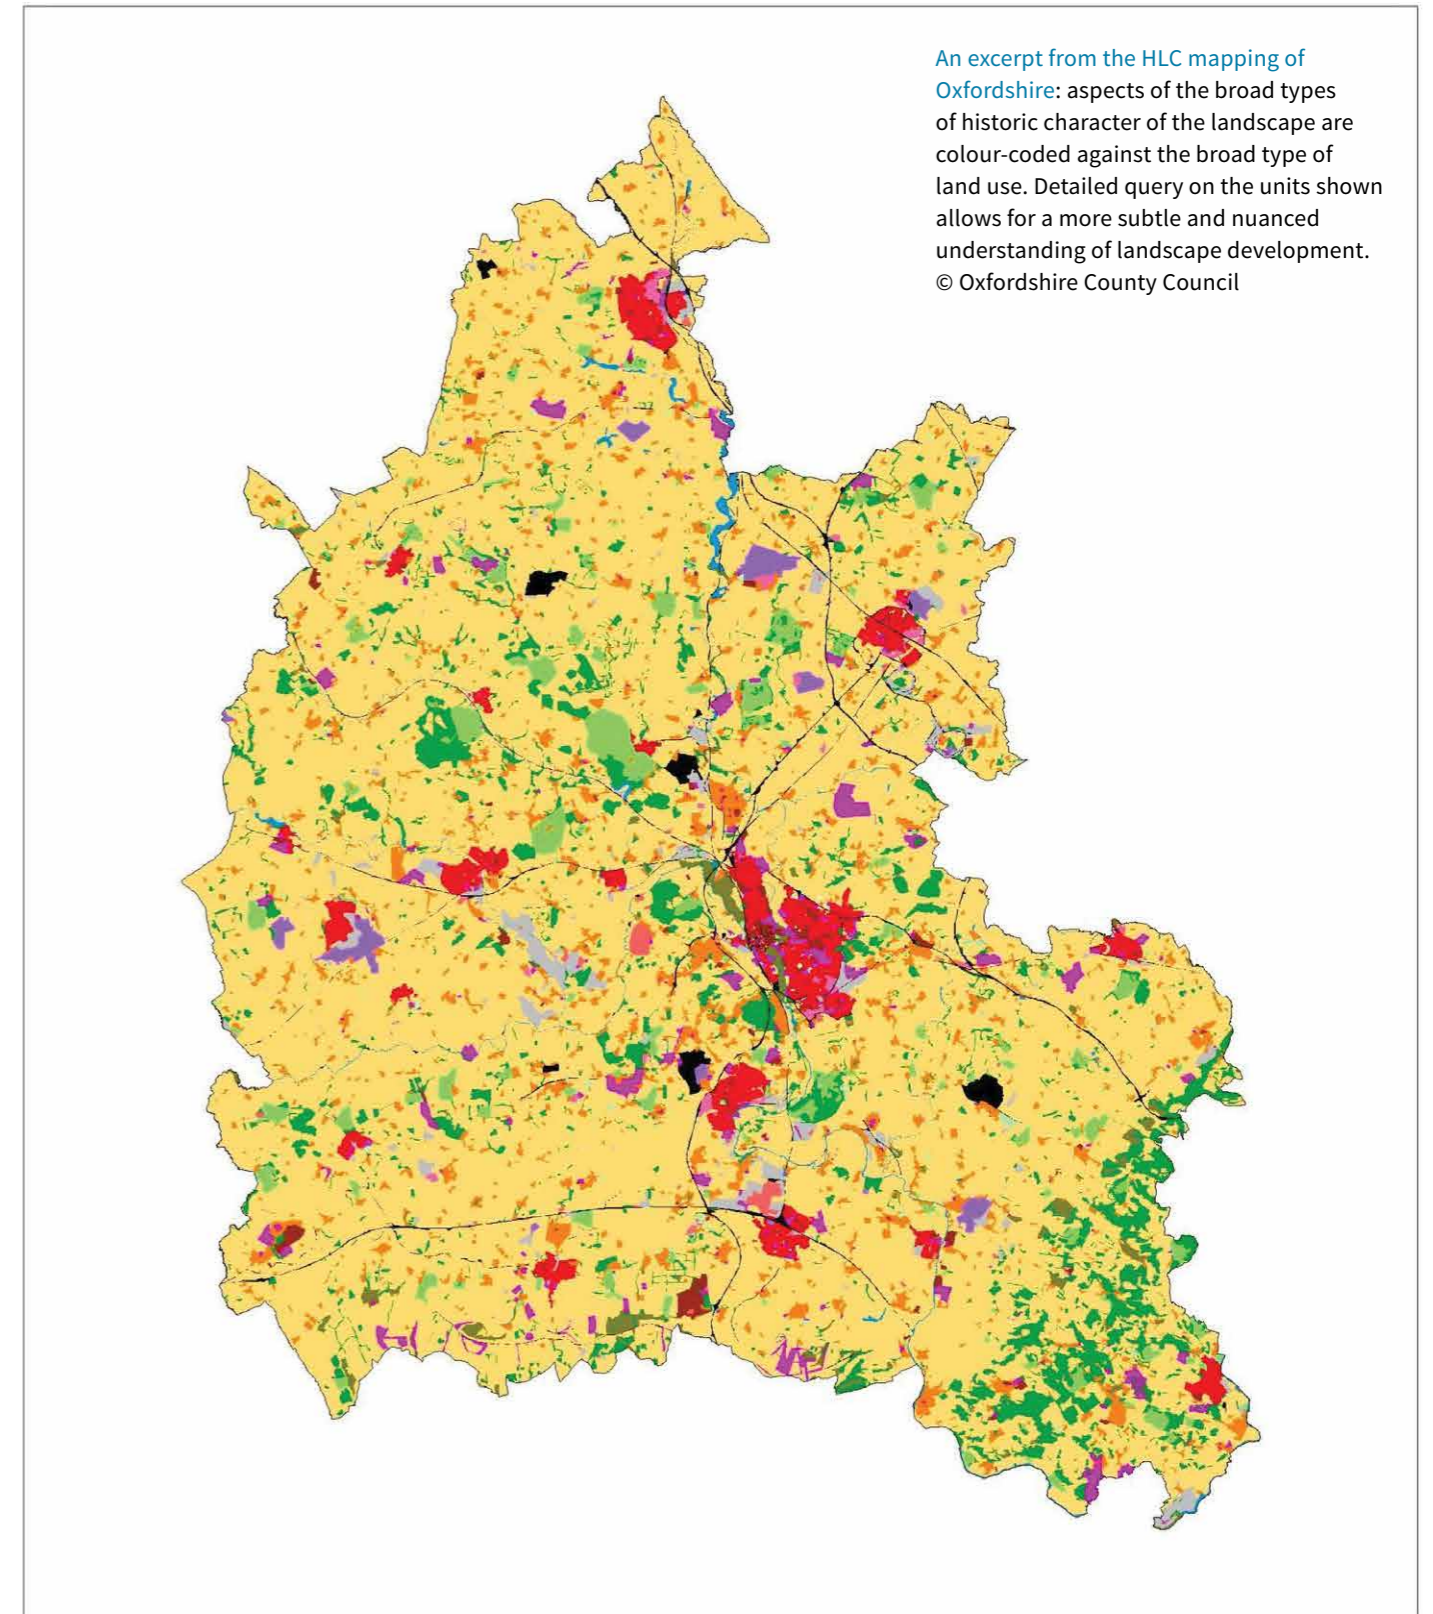 An excerpt from the HLC mapping of
Oxfordshire: aspects of the broad types
of historic character of the landscape are
colour-coded against the broad type of
land use. Detailed query on the units shown
allows for a more subtle and nuanced
understanding of landscape development.
© Oxfordshire County Council